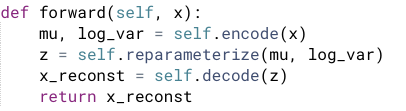 def forward(self, x):
    mu, log_var = self.encode(x)
    z = self.reparameterize(mu, log_var)
    x_reconst = self.decode(z)
    return x_reconst